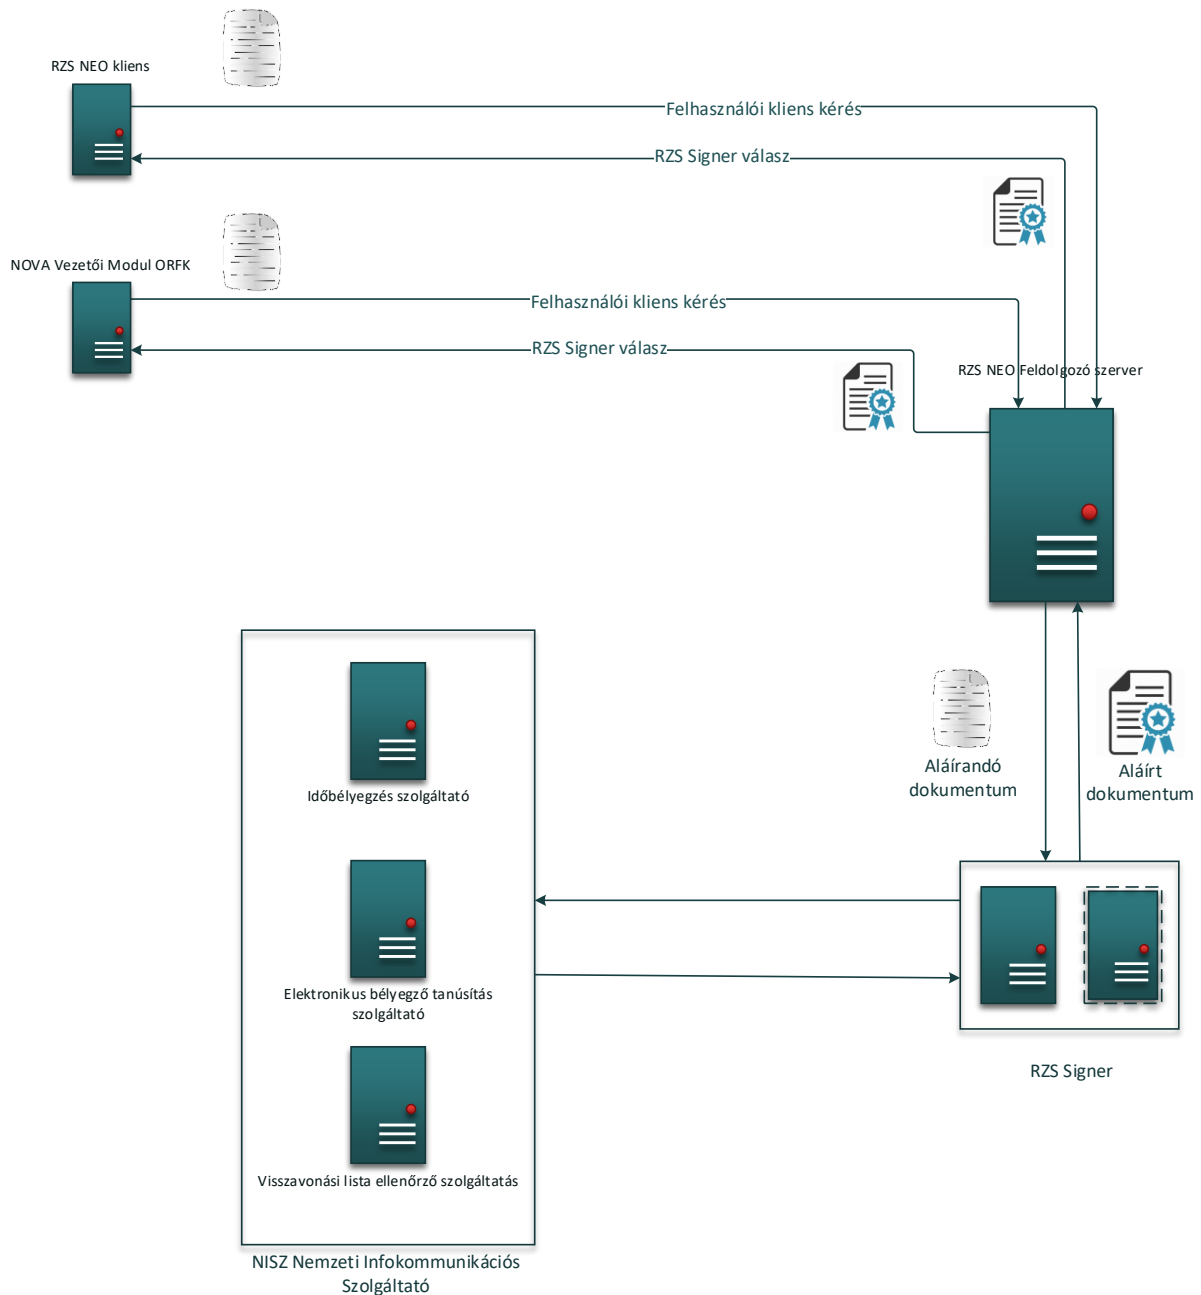 RZS NEO kliens
Felhasználói kliens kérés
RZS Signer válasz
NOVA Vezetői Modul ORFK
Felhasználói kliens kérés
RZS Signer válasz
RZS NEO Feldolgozó szerver
Aláírandó
dokumentum
Aláírt
dokumentum
Időbélyegzés szolgáltató
Elektronikus bélyegző tanúsítás
szolgáltató
Visszavonási lista ellenőrző szolgáltatás
RZS Signer
NISZ Nemzeti Infokommunikációs
Szolgáltató